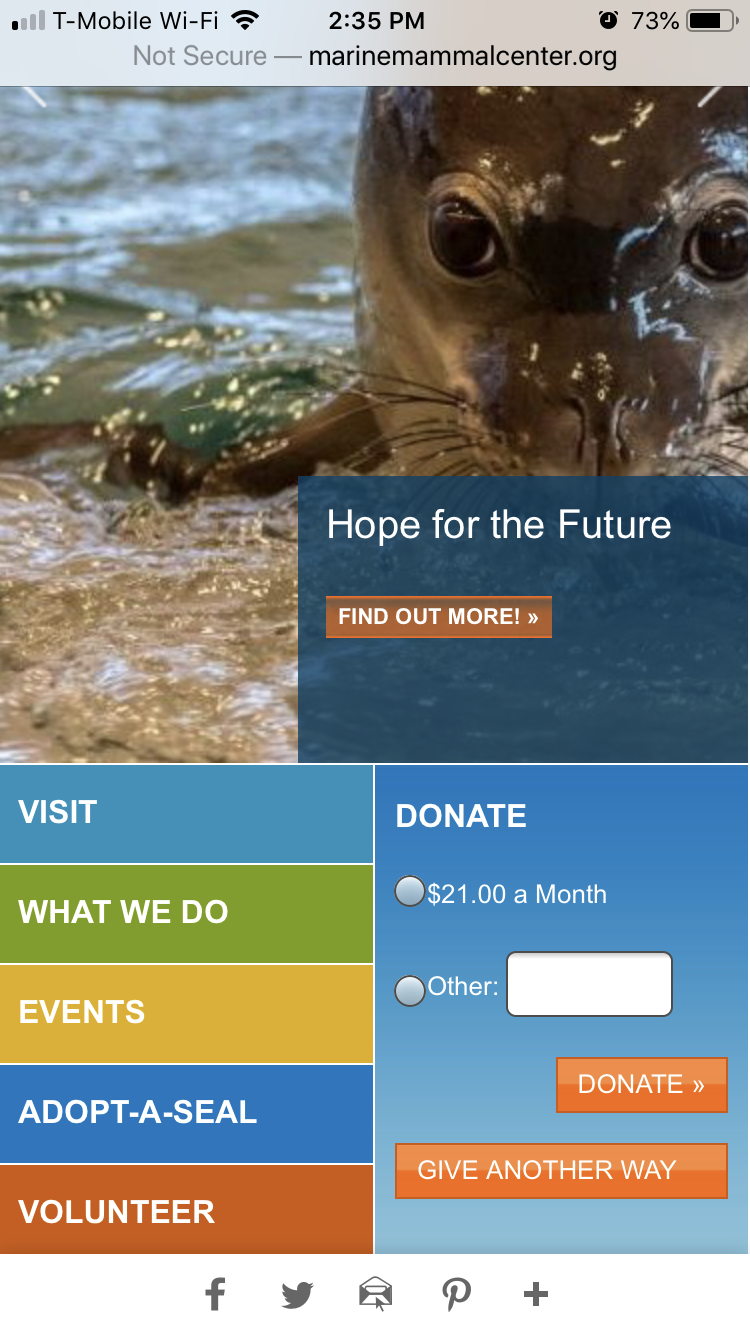 T-Mobile Wi-Fi 2:35 PM 73%
Not Secure — marinemammalcenter.org
Hope for the Future
FIND OUT MORE! »
VISIT
WHAT WE DO
EVENTS
ADOPT-A-SEAL
VOLUNTEER
DONATE
$21.00 a Month
Other:
DONATE »
GIVE ANOTHER WAY